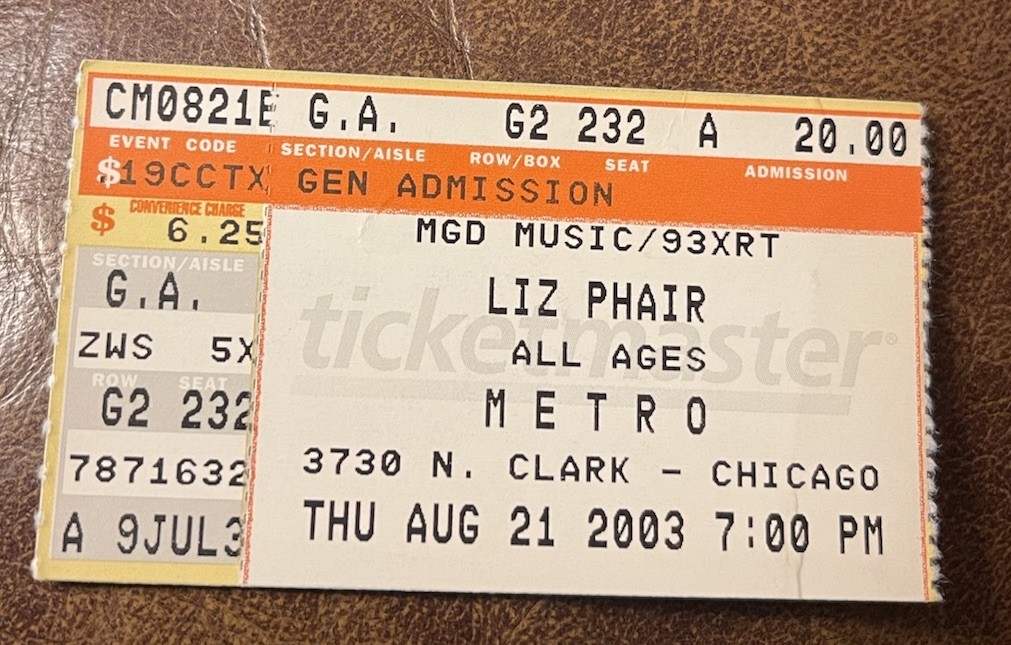 CM0821E G.A. G2 232 A 20.00
EVENT CODE SECTION/AISLE ROW/BOX SEAT ADMISSION
$19CCTX GEN ADMISSION
CONVENIENCE CHARGE
$ 6.25
SECTION/AISLE
G.A.
ZWS 5X
ROW SEAT
G2 232
7871632
A 9JUL3
MGD MUSIC/93XRT
LIZ PHAIR
ticketmaster®
ALL AGES
METRO
3730 N. CLARK - CHICAGO
THU AUG 21 2003 7:00 PM